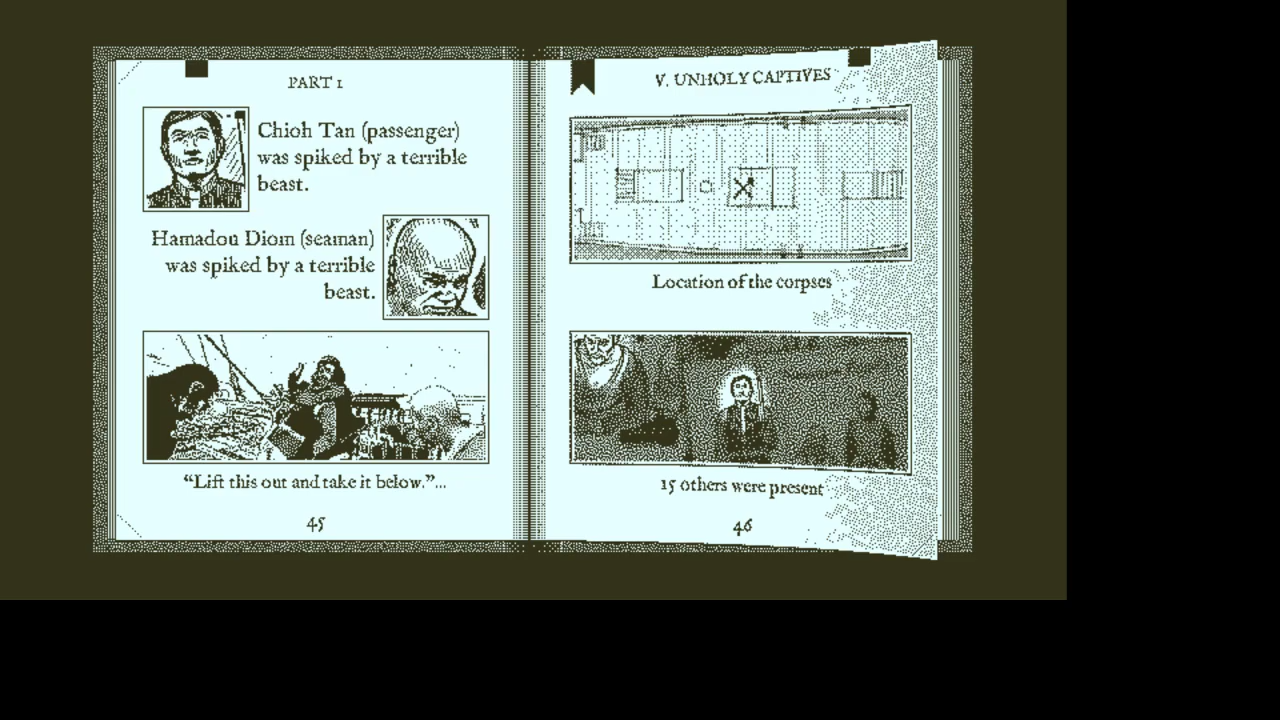 PART 1
Chioh Tan (passenger)
was spiked by a terrible
beast.
Hamadou Diom (seaman)
was spiked by a terrible
beast.
“Lift this out and take it below.”...
45
V. UNHOLY CAPTIVES
Location of the corpses
15 others were present
46